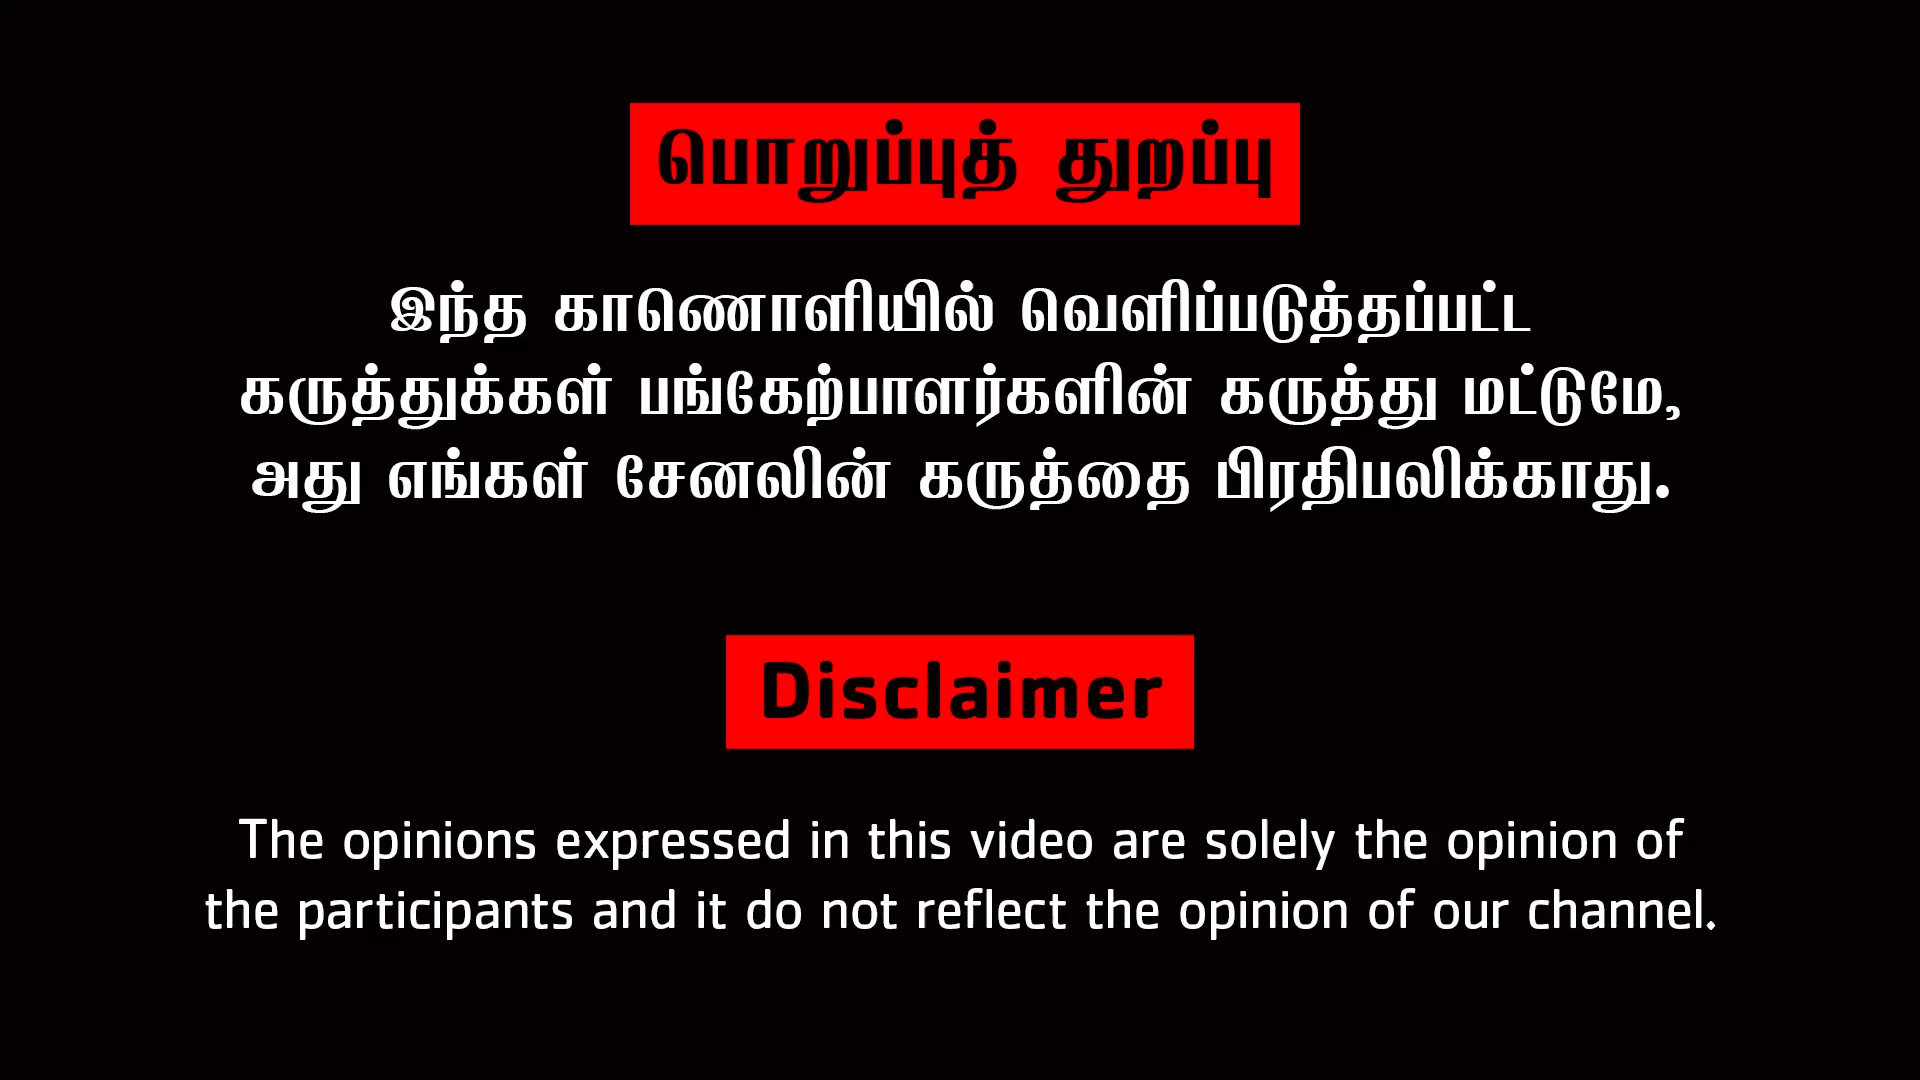 பொறுப்புத் துறப்பு
இந்த காணொளியில் வெளிப்படுத்தப்பட்ட
கருத்துக்கள் பங்கேற்பாளர்களின் கருத்து மட்டுமே,
அது எங்கள் சேனலின் கருத்தை பிரதிபலிக்காது.
Disclaimer
The opinions expressed in this video are solely the opinion of
the participants and it do not reflect the opinion of our channel.